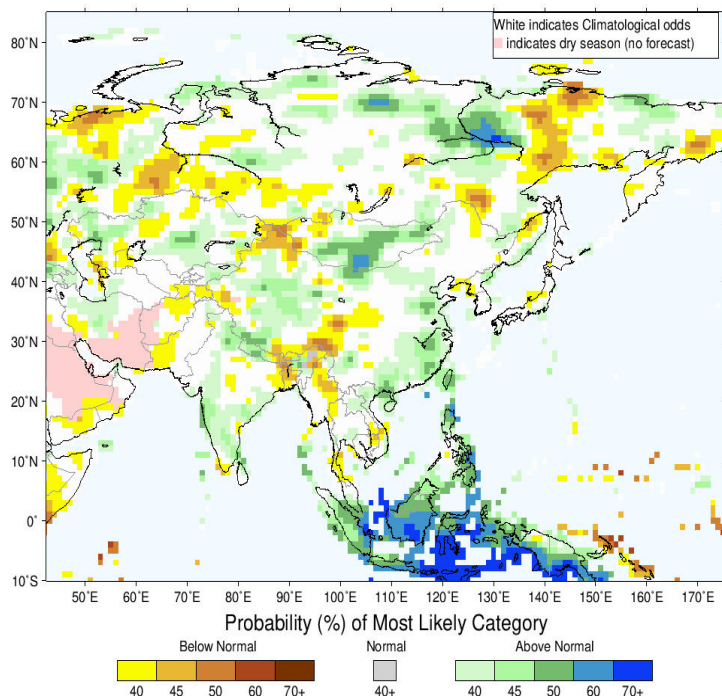 White indicates Climatological odds
indicates dry season (no forecast)
80°N
70°N
60°N
50°N
40°N
30°N
20°N
10°N
0°
10°S
50°E 60°E 70°E 80°E 90°E 100°E 110°E 120°E 130°E 140°E 150°E 160°E 170°E
Probability (%) of Most Likely Category
Below Normal Normal Above Normal
40 45 50 60 70+ 40+ 40 45 50 60 70+